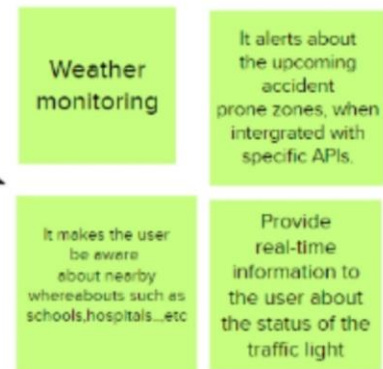 Weather
monitoring
It alerts about
the upcoming
accident
prone zones, when
intergrated with
specific APIs.
It makes the user
be aware
about nearby
whereabouts such as
schools,hospitals..,etc
Provide
real-time
information to
the user about
the status of the
traffic light